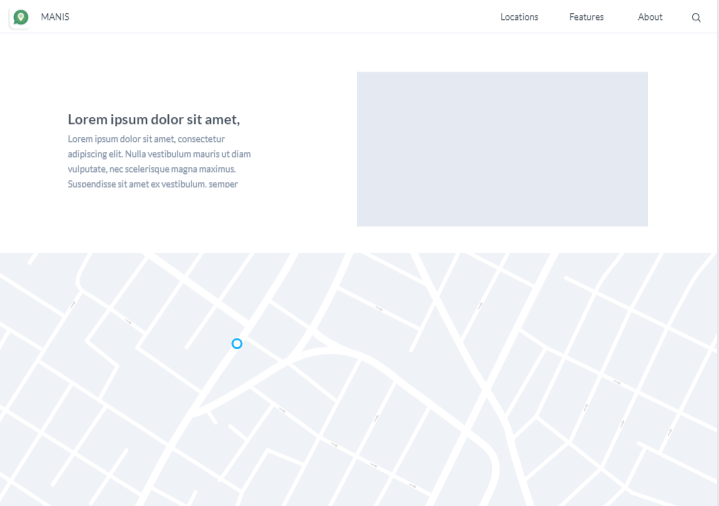 MANIS
Locations
Features
About
Lorem ipsum dolor sit amet,
Lorem ipsum dolor sit amet, consectetur
adipiscing elit. Nulla vestibulum mauris ut diam
vulputate, nec scelerisque magna maximus.
Suspendisse sit amet ex vestibulum, semper